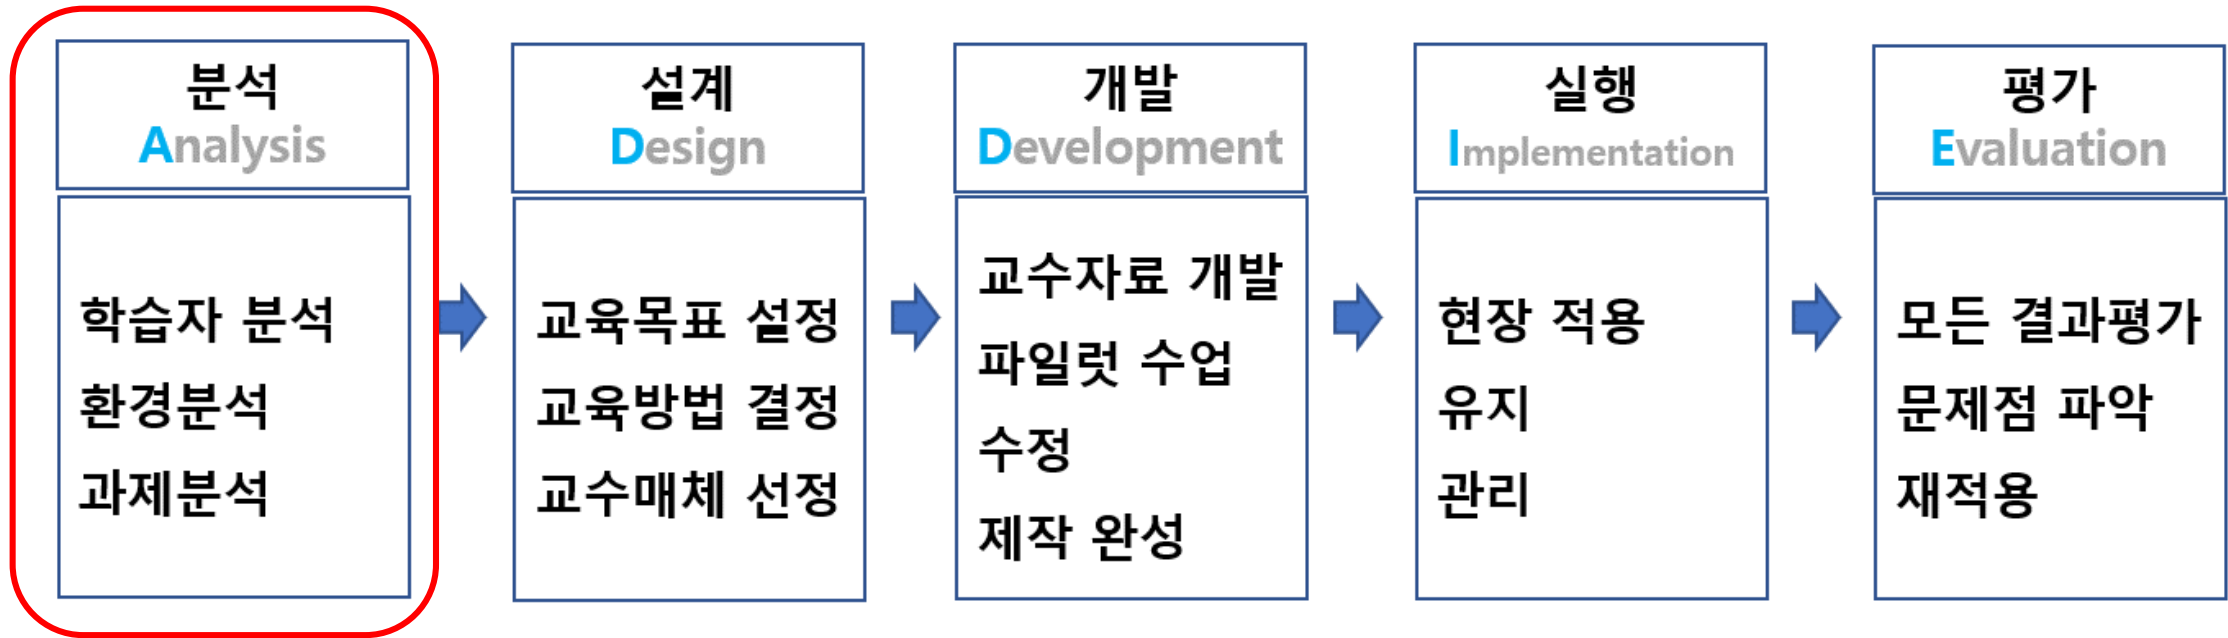 분석
Analysis
학습자 분석
환경분석
과제분석
설계
Design
교육목표 설정
교육방법 결정
교수매체 선정
개발
Development
교수자료 개발
파일럿 수업
수정
제작 완성
실행
Implementation
현장 적용
유지
관리
평가
Evaluation
모든 결과평가
문제점 파악
재적용